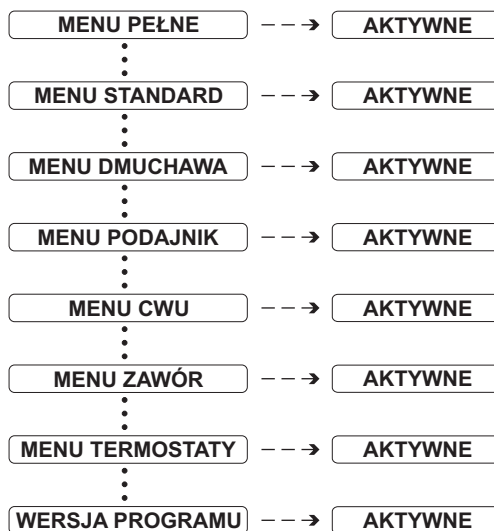 MENU PEŁNE AKTYWNE
MENU STANDARD AKTYWNE
MENU DMUCHAWA AKTYWNE
MENU PODAJNIK AKTYWNE
MENU CWU AKTYWNE
MENU ZAWÓR AKTYWNE
MENU TERMOSTATY AKTYWNE
WERSJA PROGRAMU AKTYWNE